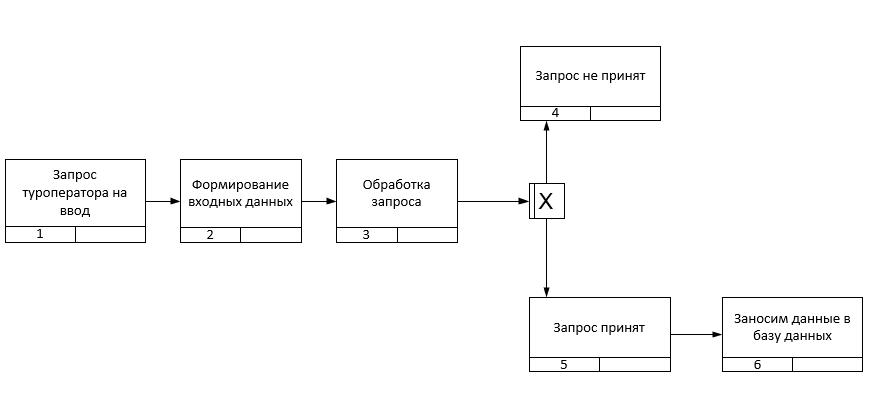 Запрос не принят
4
Запрос
туроператора на
ввод
1
Формирование
входных данных
2
Обработка
запроса
3
X
Запрос принят
5
Заносим данные в
базу данных
6